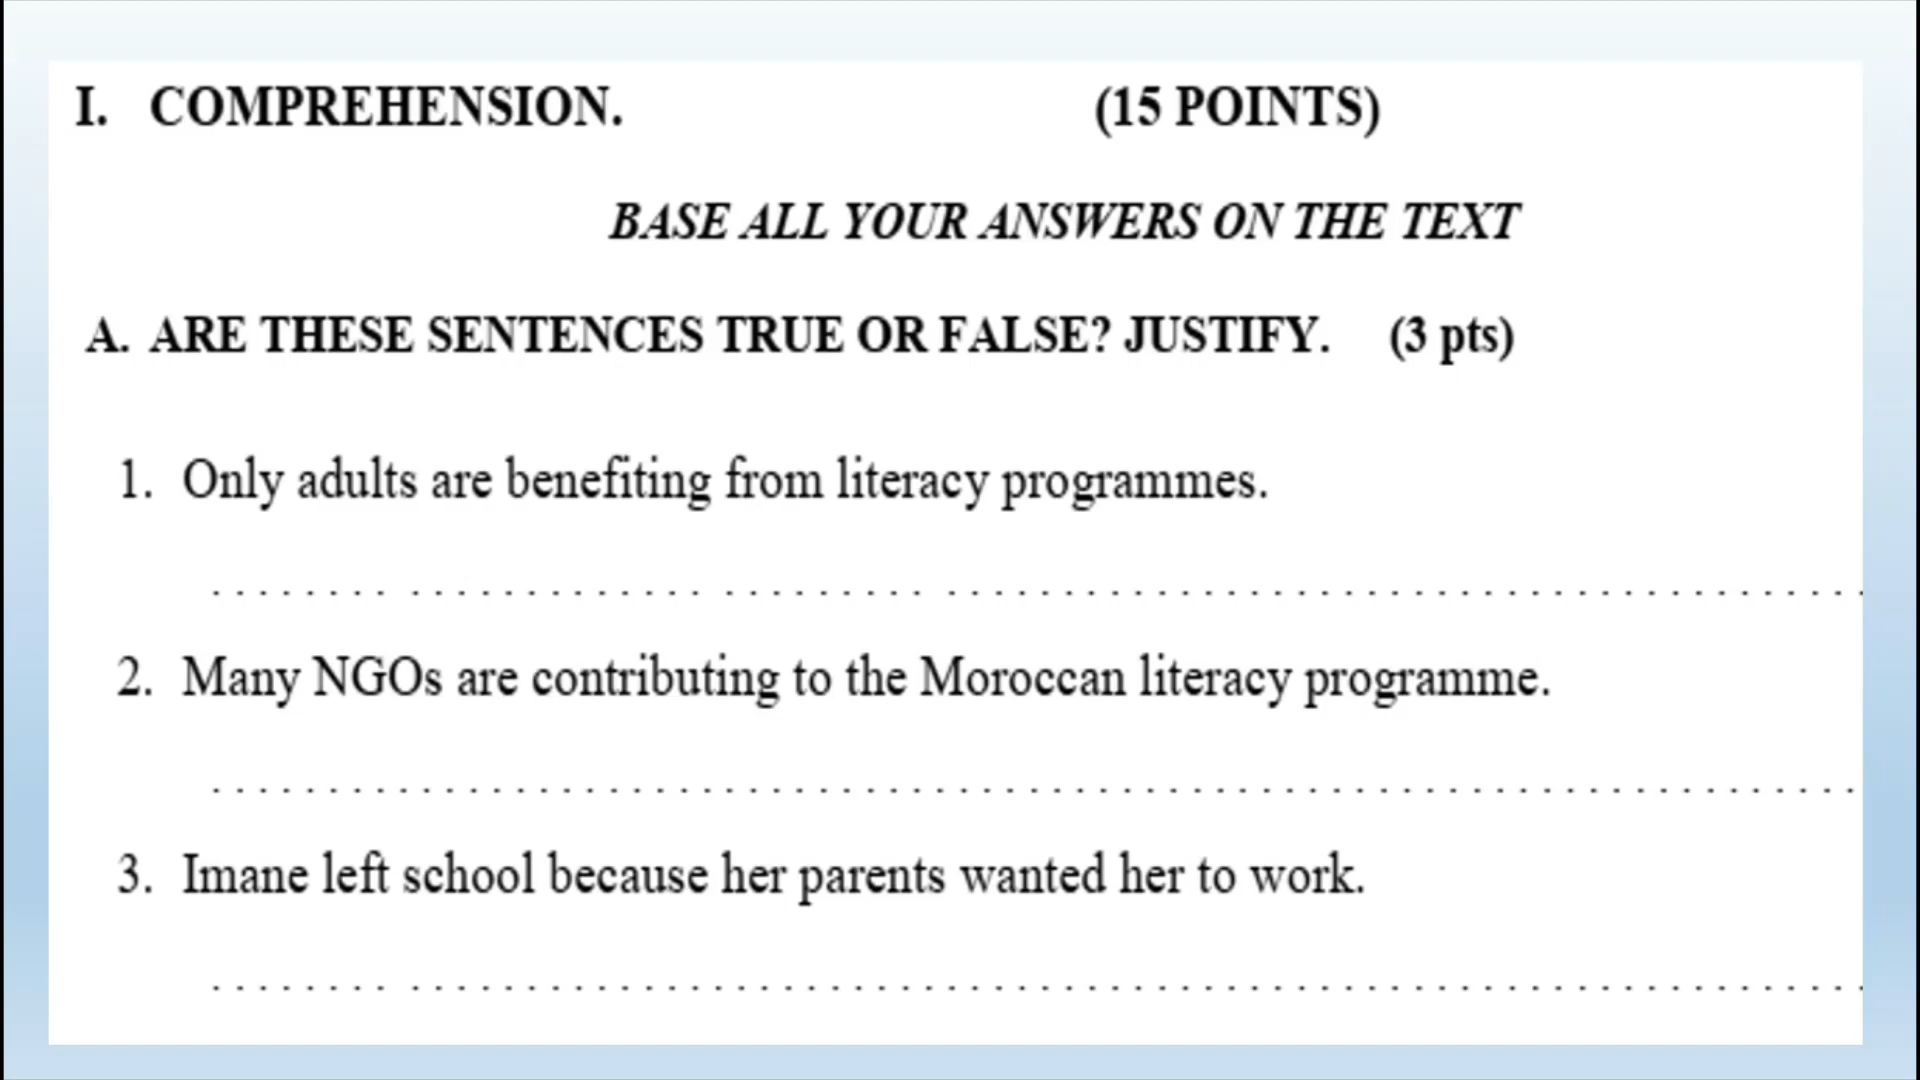 I. COMPREHENSION. (15 POINTS)
BASE ALL YOUR ANSWERS ON THE TEXT
A. ARE THESE SENTENCES TRUE OR FALSE? JUSTIFY. (3 pts)
1. Only adults are benefiting from literacy programmes.
2. Many NGOs are contributing to the Moroccan literacy programme.
3. Imane left school because her parents wanted her to work.